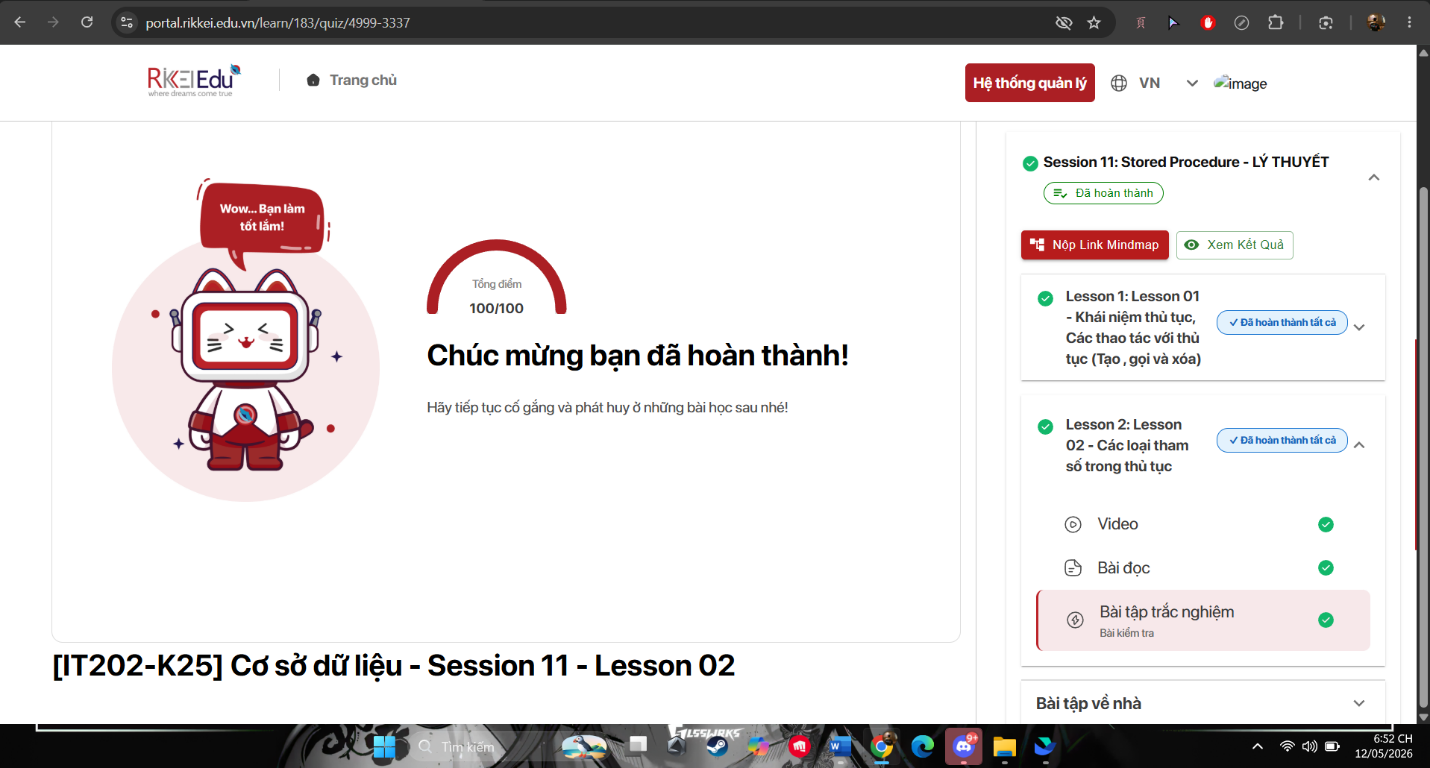 portal.rikkei.edu.vn/learn/183/quiz/4999-3337
RIKKEI Edu
where dreams come true
Trang chủ
Hệ thống quản lý
VN
image
Wow... Bạn làm
tốt lắm!
Tổng điểm
100/100
Chúc mừng bạn đã hoàn thành!
Hãy tiếp tục cố gắng và phát huy ở những bài học sau nhé!
[IT202-K25] Cơ sở dữ liệu - Session 11 - Lesson 02
Session 11: Stored Procedure - LÝ THUYẾT
Đã hoàn thành
Nộp Link Mindmap
Xem Kết Quả
Lesson 1: Lesson 01
- Khái niệm thủ tục,
Các thao tác với thủ
tục (Tạo , gọi và xóa)
✓ Đã hoàn thành tất cả
Lesson 2: Lesson
02 - Các loại tham
số trong thủ tục
✓ Đã hoàn thành tất cả
Video
Bài đọc
Bài tập trắc nghiệm
Bài kiểm tra
Bài tập về nhà
Tìm kiếm
9+
6:52 CH
12/05/2026